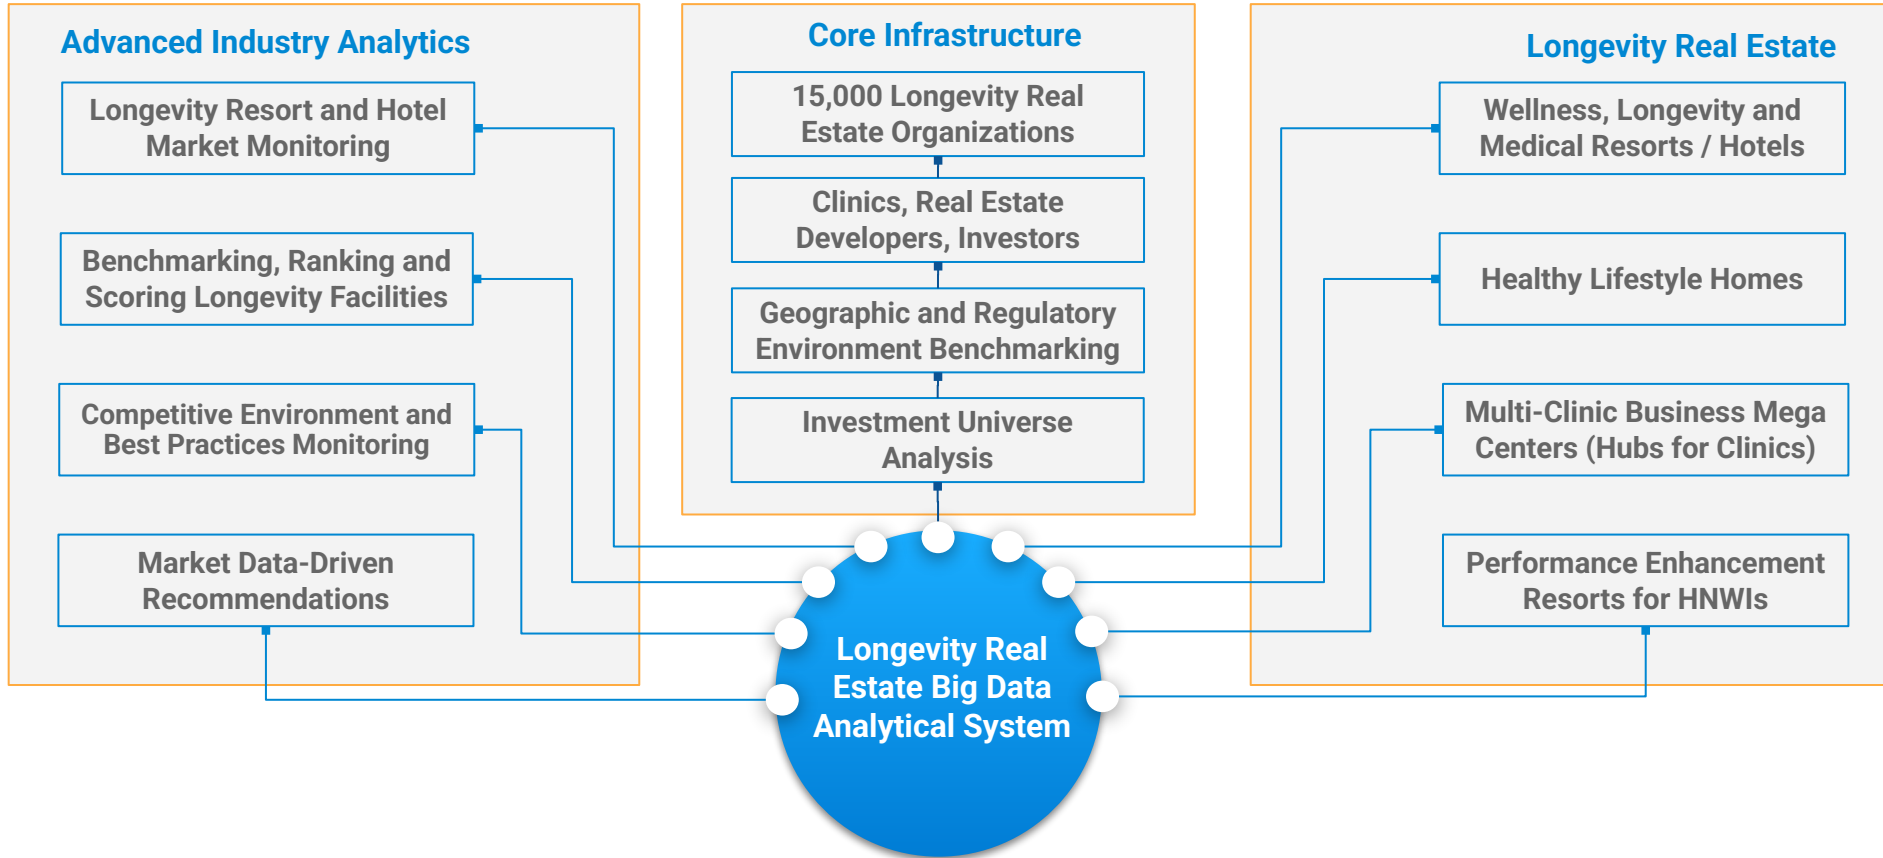 Advanced Industry Analytics
Longevity Resort and Hotel
Market Monitoring
Benchmarking, Ranking and
Scoring Longevity Facilities
Competitive Environment and
Best Practices Monitoring
Market Data-Driven
Recommendations
Core Infrastructure
15,000 Longevity Real
Estate Organizations
Clinics, Real Estate
Developers, Investors
Geographic and Regulatory
Environment Benchmarking
Investment Universe
Analysis
Longevity Real Estate
Wellness, Longevity and
Medical Resorts / Hotels
Healthy Lifestyle Homes
Multi-Clinic Business Mega
Centers (Hubs for Clinics)
Performance Enhancement
Resorts for HNWIs
Longevity Real
Estate Big Data
Analytical System